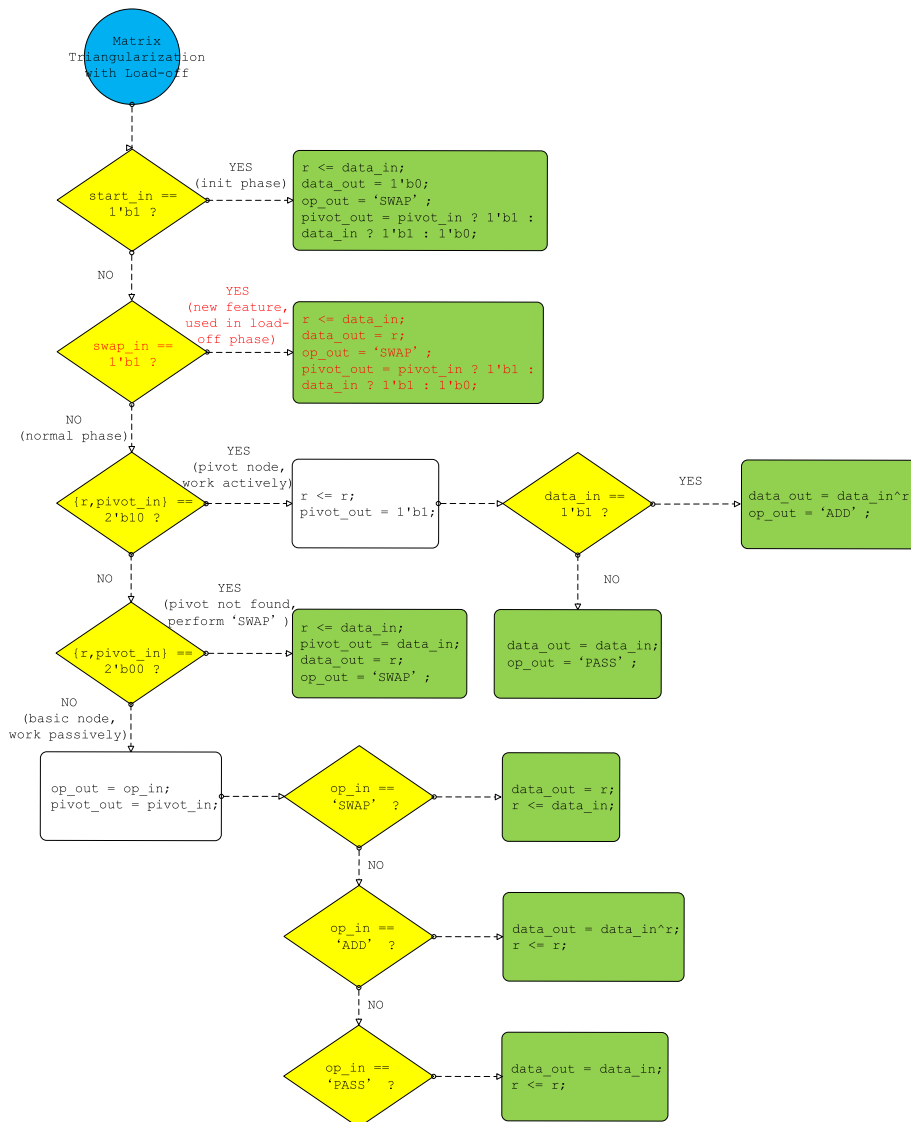 Matrix
Triangularization
with Load-off
start_in ==
1'b1 ?
YES
(init phase)
r <= data_in;
data_out = 1'b0;
op_out = ‘SWAP’ ;
pivot_out = pivot_in ? 1'b1 :
data_in ? 1'b1 : 1'b0;
NO
swap_in ==
1'b1 ?
YES
(new feature,
used in load-
off phase)
r <= data_in;
data_out = r;
op_out = ‘SWAP’ ;
pivot_out = pivot_in ? 1'b1 :
data_in ? 1'b1 : 1'b0;
NO
(normal phase)
{r,pivot_in} ==
2'b10 ?
YES
(pivot node,
work actively)
r <= r;
pivot_out = 1'b1;
data_in ==
1'b1 ?
YES
data_out = data_in^r
op_out = ‘ADD’ ;
NO
data_out = data_in;
op_out = ‘PASS’ ;
NO
{r,pivot_in} ==
2'b00 ?
YES
(pivot not found,
perform ‘SWAP’ )
r <= data_in;
pivot_out = data_in;
data_out = r;
op_out = ‘SWAP’ ;
NO
(basic node,
work passively)
op_out = op_in;
pivot_out = pivot_in;
op_in ==
‘SWAP’ ?
data_out = r;
r <= data_in;
NO
op_in ==
‘ADD’ ?
data_out = data_in^r;
r <= r;
NO
op_in ==
‘PASS’ ?
data_out = data_in;
r <= r;